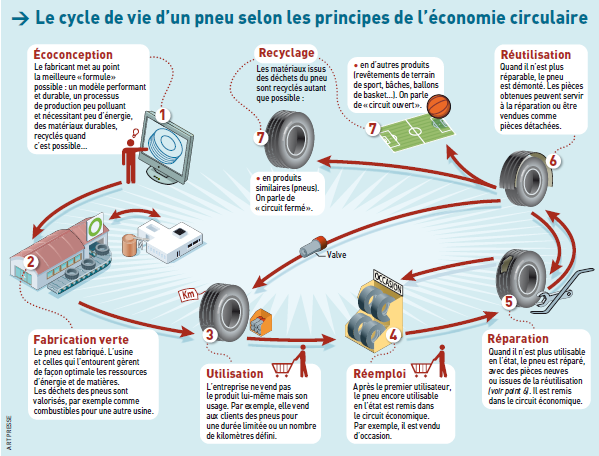 → Le cycle de vie d'un pneu selon les principes de l'économie circulaire
Écoconception
Le fabricant met au point
la meilleure « formule »
possible : un modèle performant
et durable, un processus
de production peu polluant
et nécessitant peu d'énergie,
des matériaux durables,
recyclés quand
c'est possible...
1
Recyclage
Les matériaux issus
des déchets du pneu
sont recyclés autant
que possible :
7
• en produits
similaires (pneus).
On parle de
« circuit fermé ».
• en d'autres produits
(revêtements de terrain
de sport, bâches, ballons
de basket...). On parle
de « circuit ouvert ».
7
Réutilisation
Quand il n'est plus
réparable, le pneu
est démonté. Les pièces
obtenues peuvent servir
à la réparation ou être
vendues comme
pièces détachées.
6
2
Valve
Km
OCCASION
3
4
5
Fabrication verte
Le pneu est fabriqué. L'usine
et celles qui l'entourent gèrent
de façon optimale les ressources
d'énergie et de matières.
Les déchets des pneus sont
valorisés, par exemple comme
combustibles pour une autre usine.
Utilisation
L'entreprise ne vend pas
le produit lui-même mais son
usage. Par exemple, elle vend
aux clients des pneus pour
une durée limitée ou un nombre
de kilomètres défini.
Réemploi
Après le premier utilisateur,
le pneu encore utilisable
en l'état est remis dans
le circuit économique.
Par exemple, il est vendu
d'occasion.
Réparation
Quand il n'est plus utilisable
en l'état, le pneu est réparé,
avec des pièces neuves
ou issues de la réutilisation
(voir point 6). Il est remis
dans le circuit économique.
ARTPRESSE